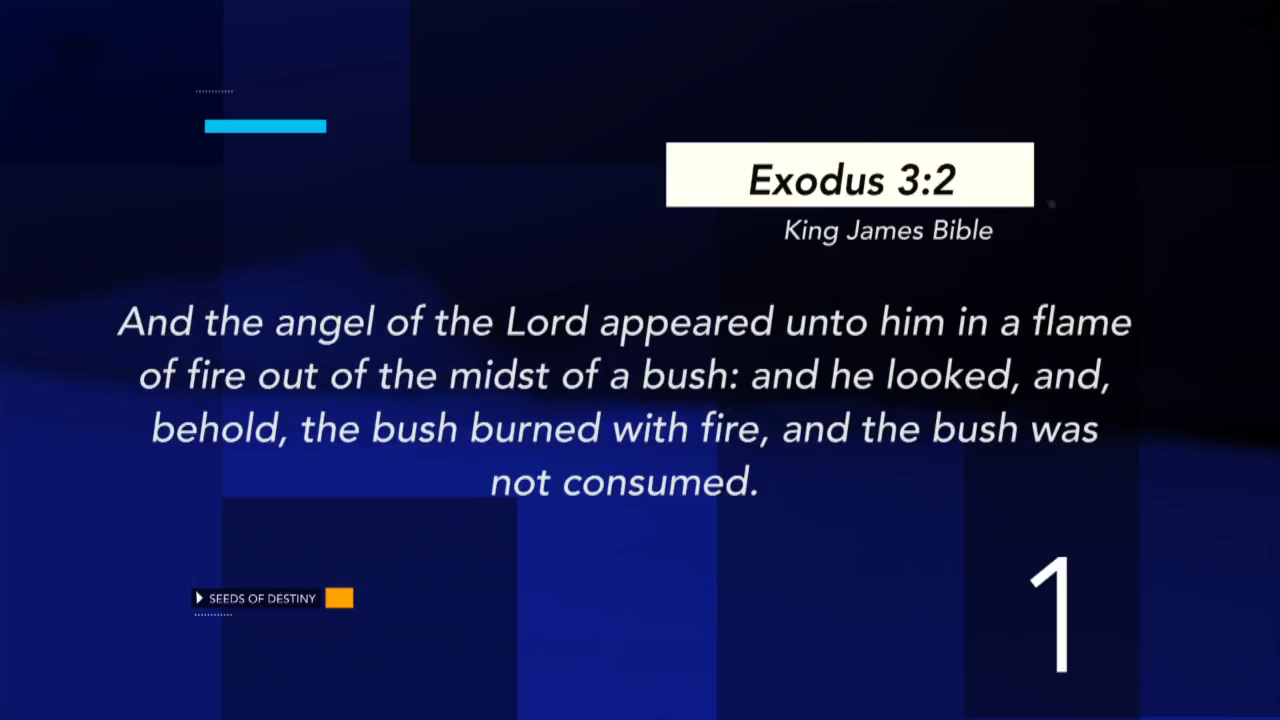 Exodus 3:2
King James Bible
And the angel of the Lord appeared unto him in a flame
of fire out of the midst of a bush: and he looked, and,
behold, the bush burned with fire, and the bush was
not consumed.
SEEDS OF DESTINY
1